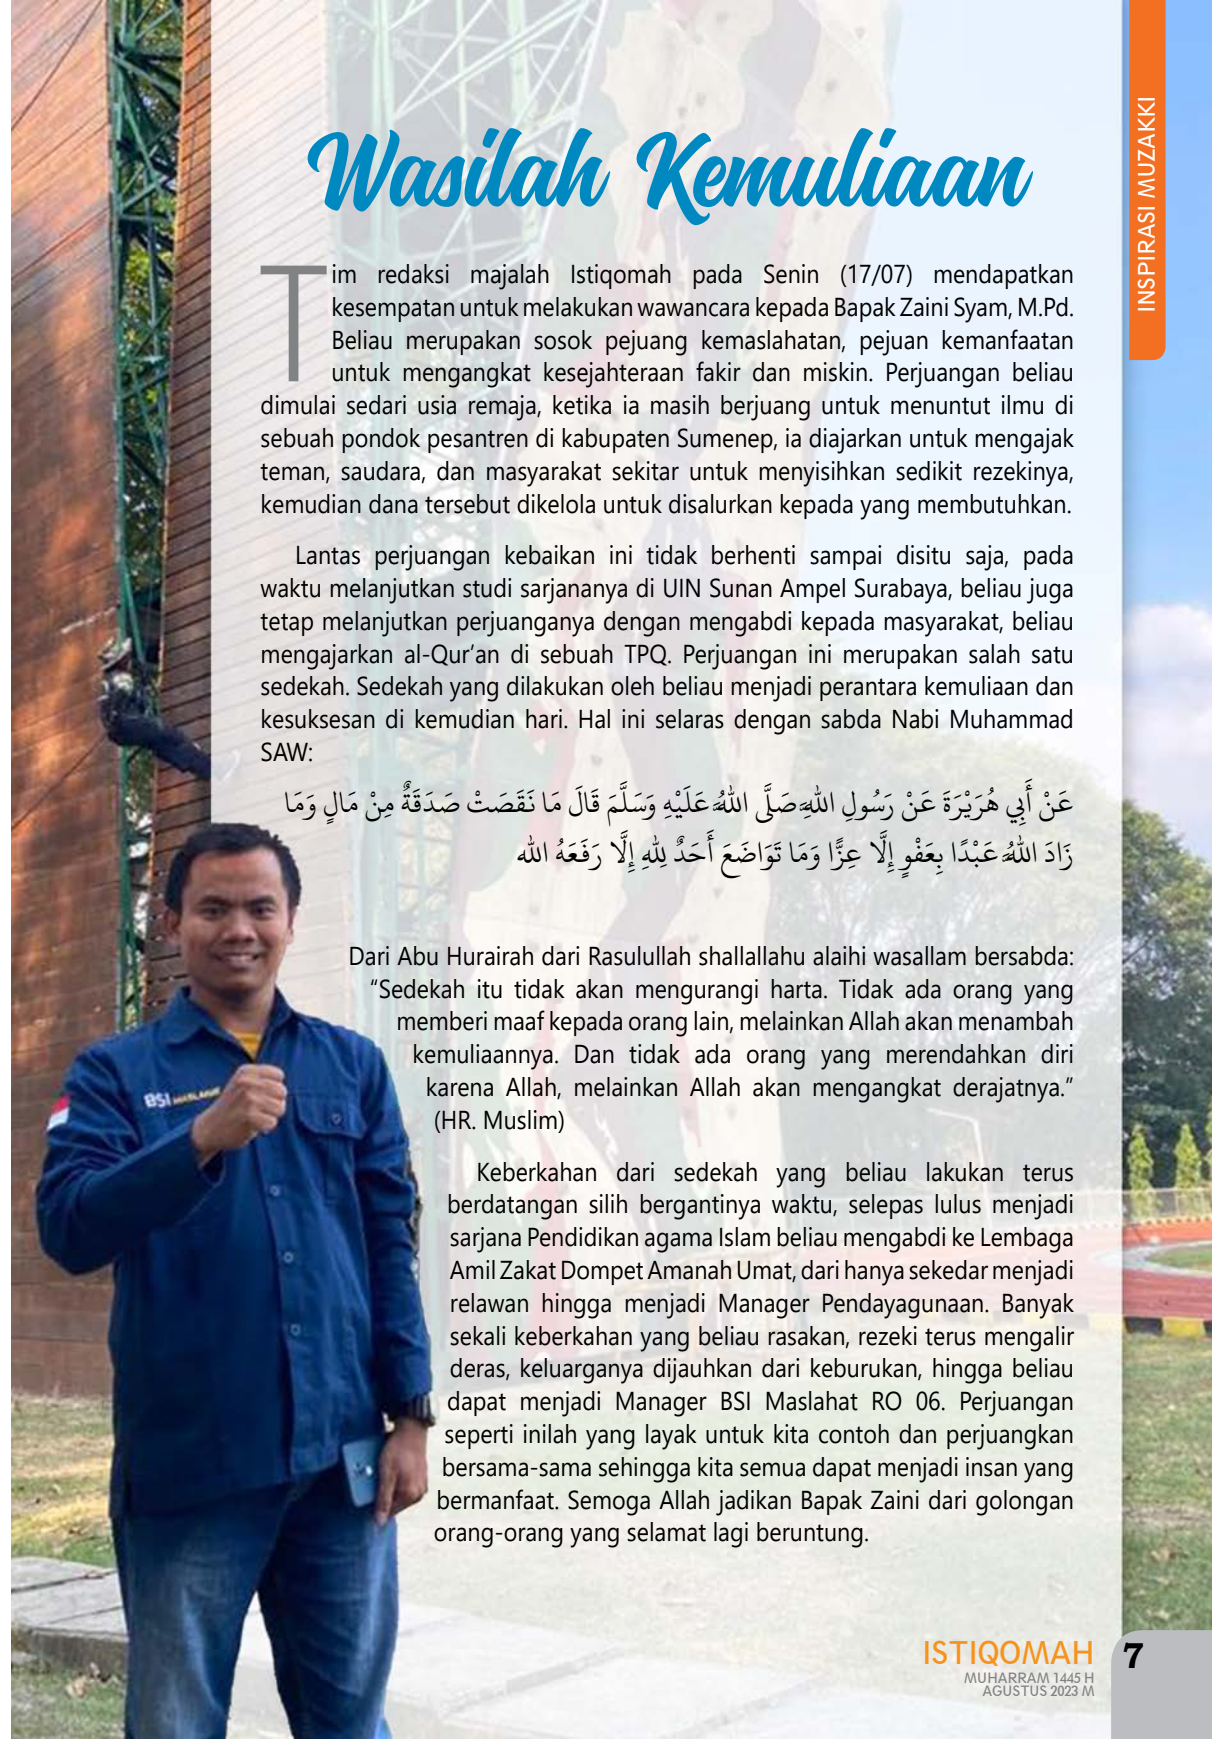 INSPIRASI MUZAKKI
Wasilah Kemuliaan
Tim redaksi majalah Istiqomah pada Senin (17/07) mendapatkan
kesempatan untuk melakukan wawancara kepada Bapak Zaini Syam, M.Pd.
Beliau merupakan sosok pejuang kemaslahatan, pejuan kemanfaatan
untuk mengangkat kesejahteraan fakir dan miskin. Perjuangan beliau
dimulai sedari usia remaja, ketika ia masih berjuang untuk menuntut ilmu di
sebuah pondok pesantren di kabupaten Sumenep, ia diajarkan untuk mengajak
teman, saudara, dan masyarakat sekitar untuk menyisihkan sedikit rezekinya,
kemudian dana tersebut dikelola untuk disalurkan kepada yang membutuhkan.
Lantas perjuangan kebaikan ini tidak berhenti sampai disitu saja, pada
waktu melanjutkan studi sarjananya di UIN Sunan Ampel Surabaya, beliau juga
tetap melanjutkan perjuanganya dengan mengabdi kepada masyarakat, beliau
mengajarkan al-Qur’an di sebuah TPQ. Perjuangan ini merupakan salah satu
sedekah. Sedekah yang dilakukan oleh beliau menjadi perantara kemuliaan dan
kesuksesan di kemudian hari. Hal ini selaras dengan sabda Nabi Muhammad
SAW:
عَنْ أَبِي هُرَيْرَةَ عَنْ رَسُولِ اللهِ صَلَّى اللهُ عَلَيْهِ وَسَلَّمَ قَالَ مَا نَقَصَتْ صَدَقَةٌ مِنْ مَالٍ وَمَا
زَادَ اللهُ عَبْدًا بِعَفْوٍ إِلَّا عِزًّا وَمَا تَوَاضَعَ أَحَدٌ لِلهِ إِلَّا رَفَعَهُ الله
Dari Abu Hurairah dari Rasulullah shallallahu alaihi wasallam bersabda:
“Sedekah itu tidak akan mengurangi harta. Tidak ada orang yang
memberi maaf kepada orang lain, melainkan Allah akan menambah
kemuliaannya. Dan tidak ada orang yang merendahkan diri
karena Allah, melainkan Allah akan mengangkat derajatnya.”
(HR. Muslim)
Keberkahan dari sedekah yang beliau lakukan terus
berdatangan silih bergantinya waktu, selepas lulus menjadi
sarjana Pendidikan agama Islam beliau mengabdi ke Lembaga
Amil Zakat Dompet Amanah Umat, dari hanya sekedar menjadi
relawan hingga menjadi Manager Pendayagunaan. Banyak
sekali keberkahan yang beliau rasakan, rezeki terus mengalir
deras, keluarganya dijauhkan dari keburukan, hingga beliau
dapat menjadi Manager BSI Maslahat RO 06. Perjuangan
seperti inilah yang layak untuk kita contoh dan perjuangkan
bersama-sama sehingga kita semua dapat menjadi insan yang
bermanfaat. Semoga Allah jadikan Bapak Zaini dari golongan
orang-orang yang selamat lagi beruntung.
BSI MASLAHAT
ISTIQOMAH
MUHARRAM 1445 H
AGUSTUS 2023 M
7